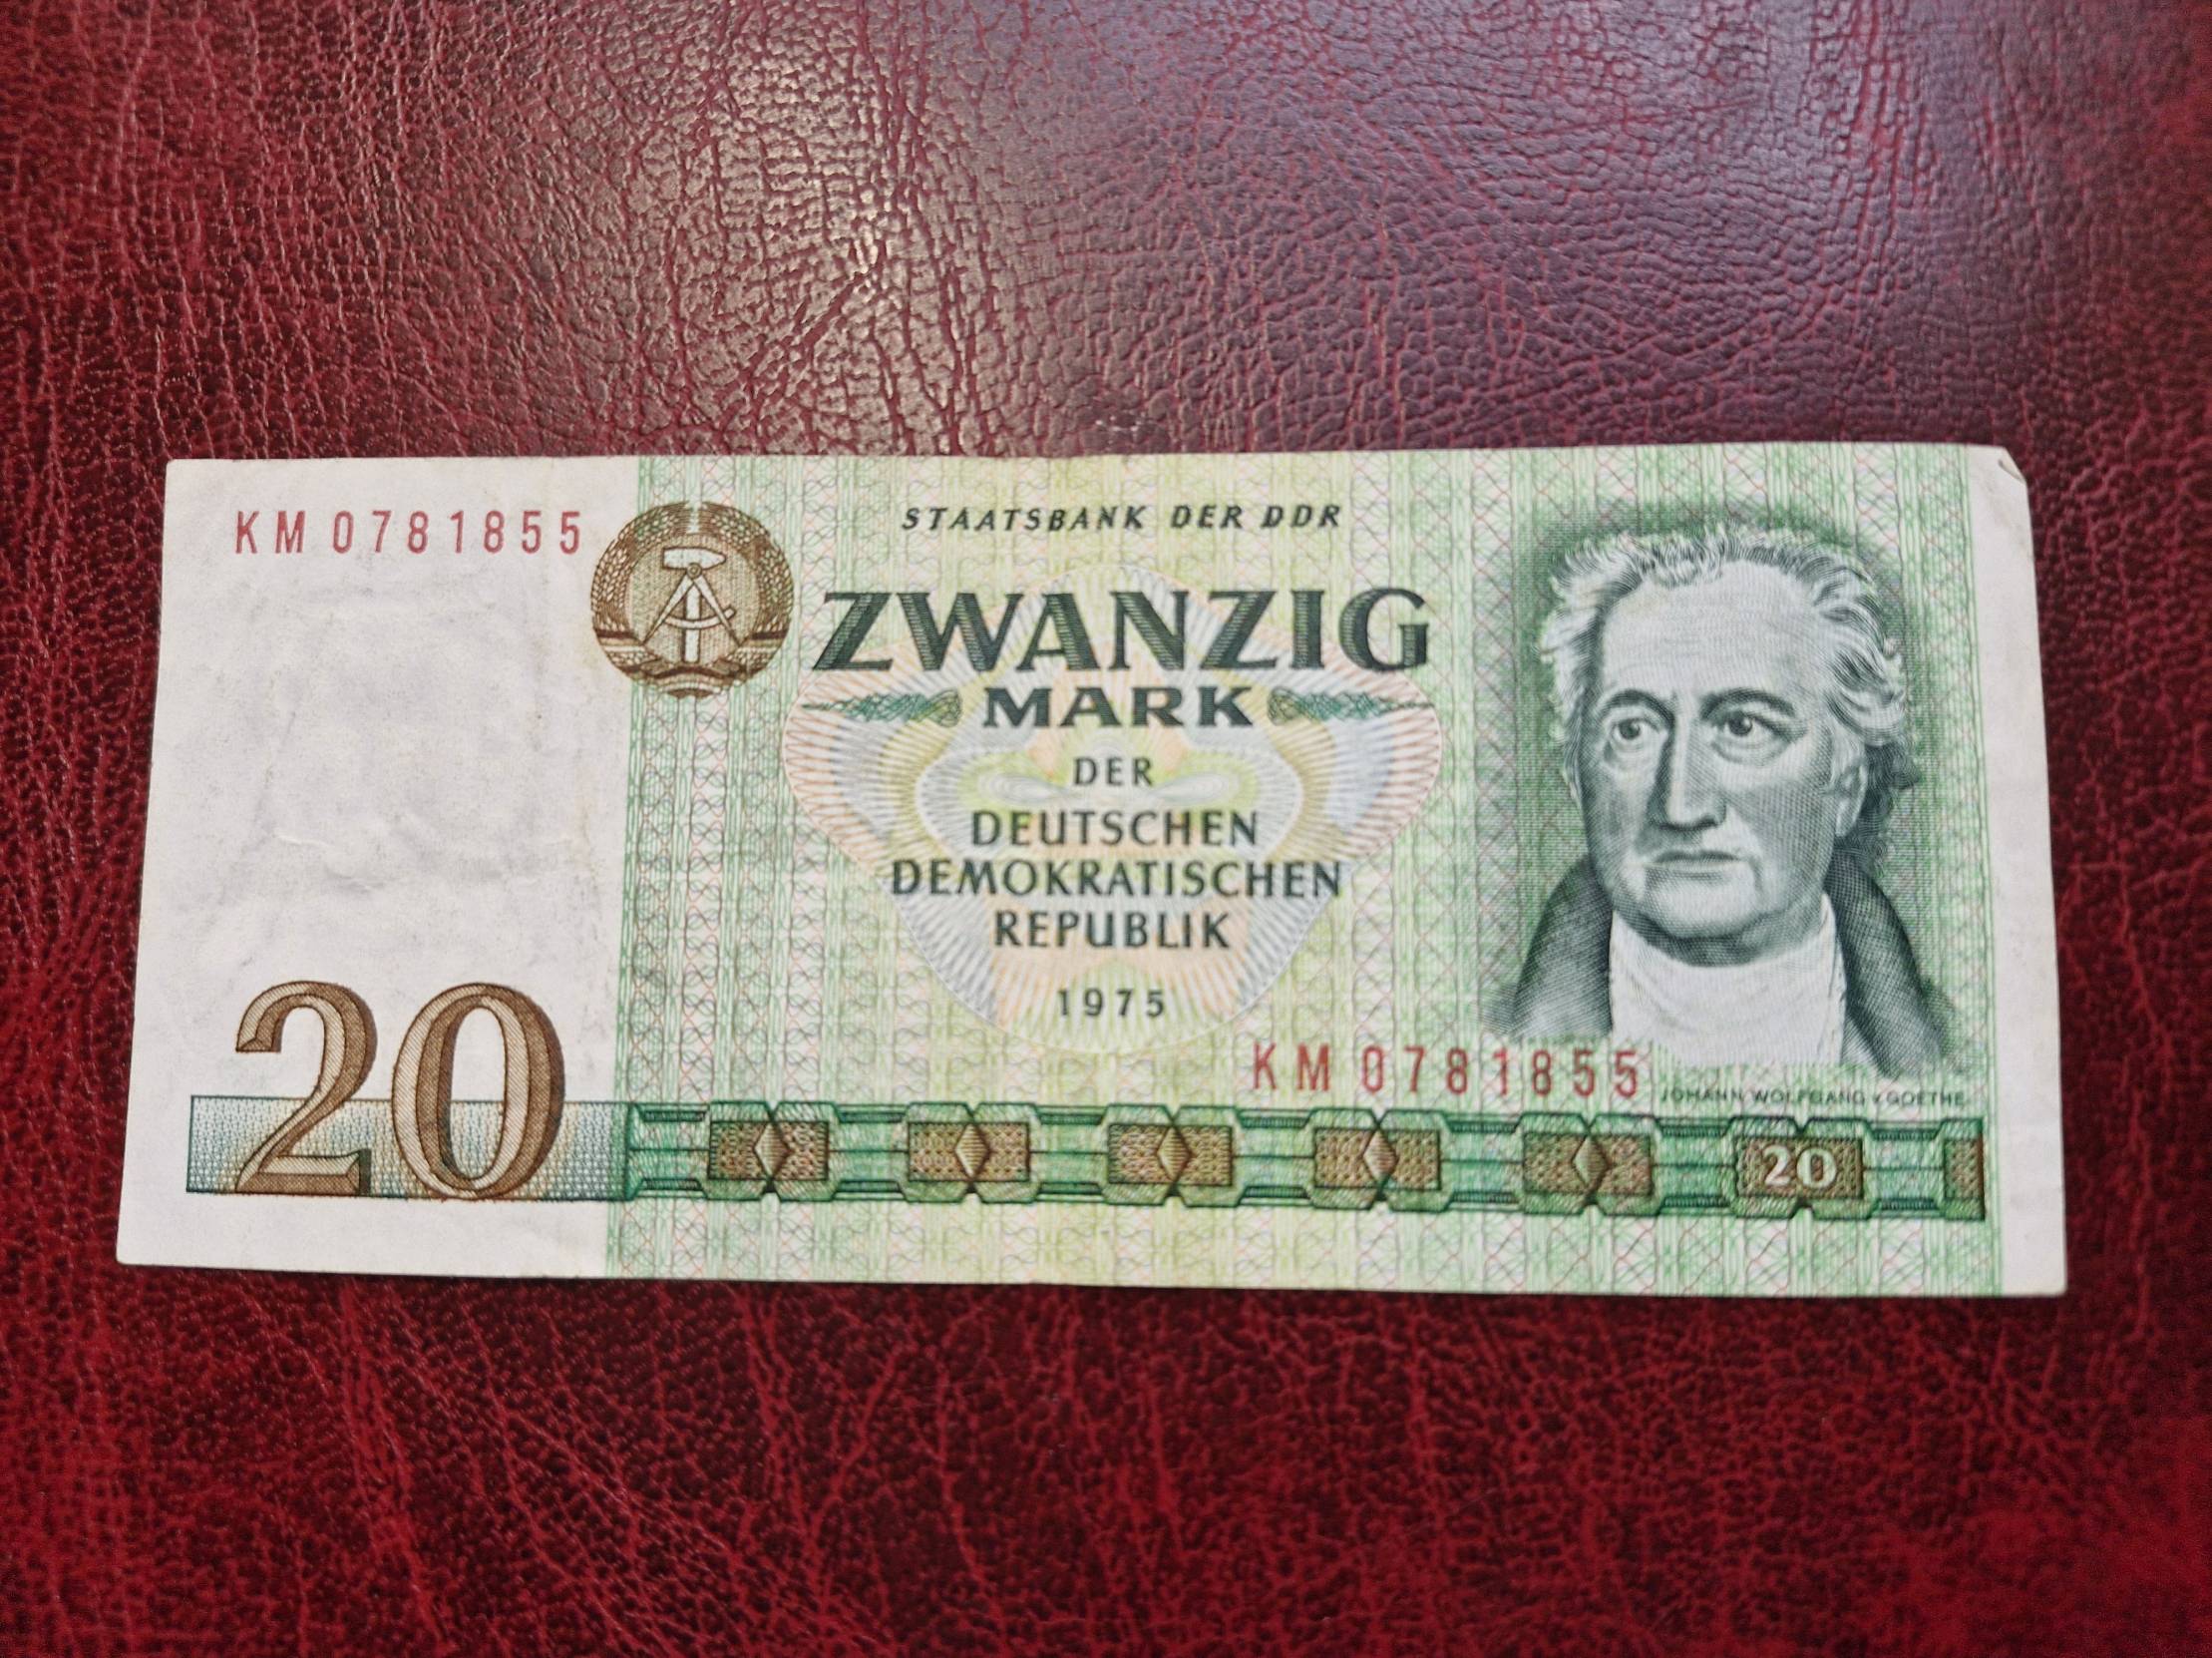 KM 0781855
STAATSBANK DER DDR
ZWANZIG
MARK
DER
DEUTSCHEN
DEMOKRATISCHEN
REPUBLIK
1975
KM 0781855
JOHANN WOLFGANG v. GOETHE
20
20